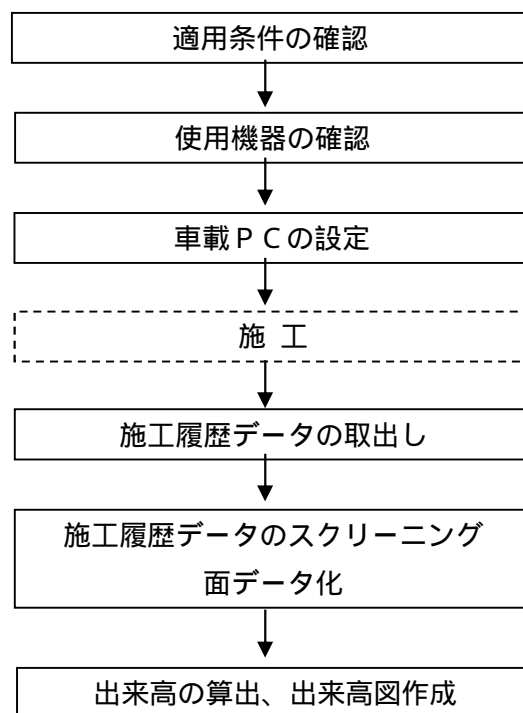 適用条件の確認
使用機器の確認
車載ＰＣの設定
施 工
施工履歴データの取出し
施工履歴データのスクリーニング
面データ化
出来高の算出、出来高図作成